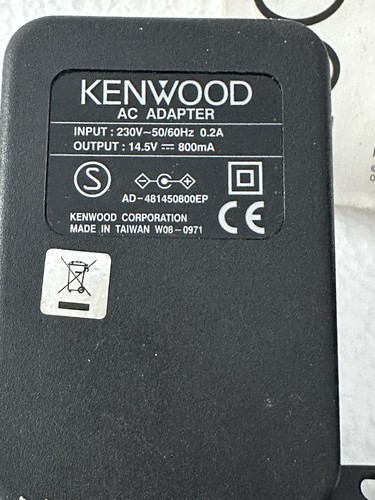 KENWOOD
AC ADAPTER
INPUT : 230V~50/60Hz 0.2A
OUTPUT : 14.5V ⎓ 800mA
S
AD-481450800EP
KENWOOD CORPORATION
MADE IN TAIWAN W08-0971
CE